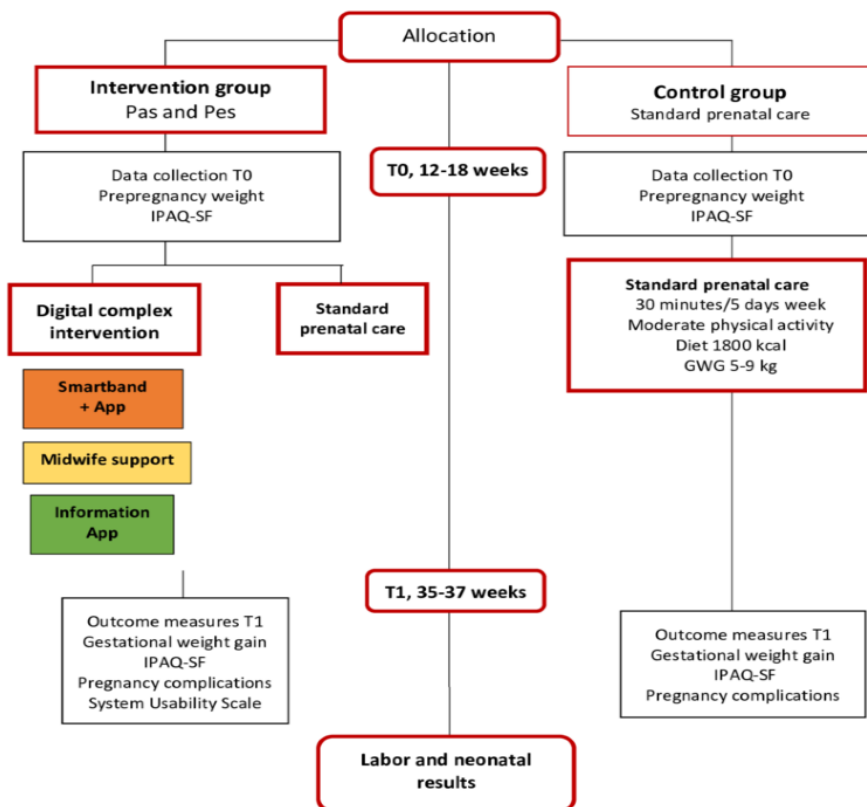 Allocation
Intervention group
Pas and Pes
Control group
Standard prenatal care
T0, 12-18 weeks
Data collection T0
Prepregnancy weight
IPAQ-SF
Data collection T0
Prepregnancy weight
IPAQ-SF
Digital complex
intervention
Standard
prenatal care
Standard prenatal care
30 minutes/5 days week
Moderate physical activity
Diet 1800 kcal
GWG 5-9 kg
Smartband
+ App
Midwife support
Information
App
T1, 35-37 weeks
Outcome measures T1
Gestational weight gain
IPAQ-SF
Pregnancy complications
System Usability Scale
Outcome measures T1
Gestational weight gain
IPAQ-SF
Pregnancy complications
Labor and neonatal
results